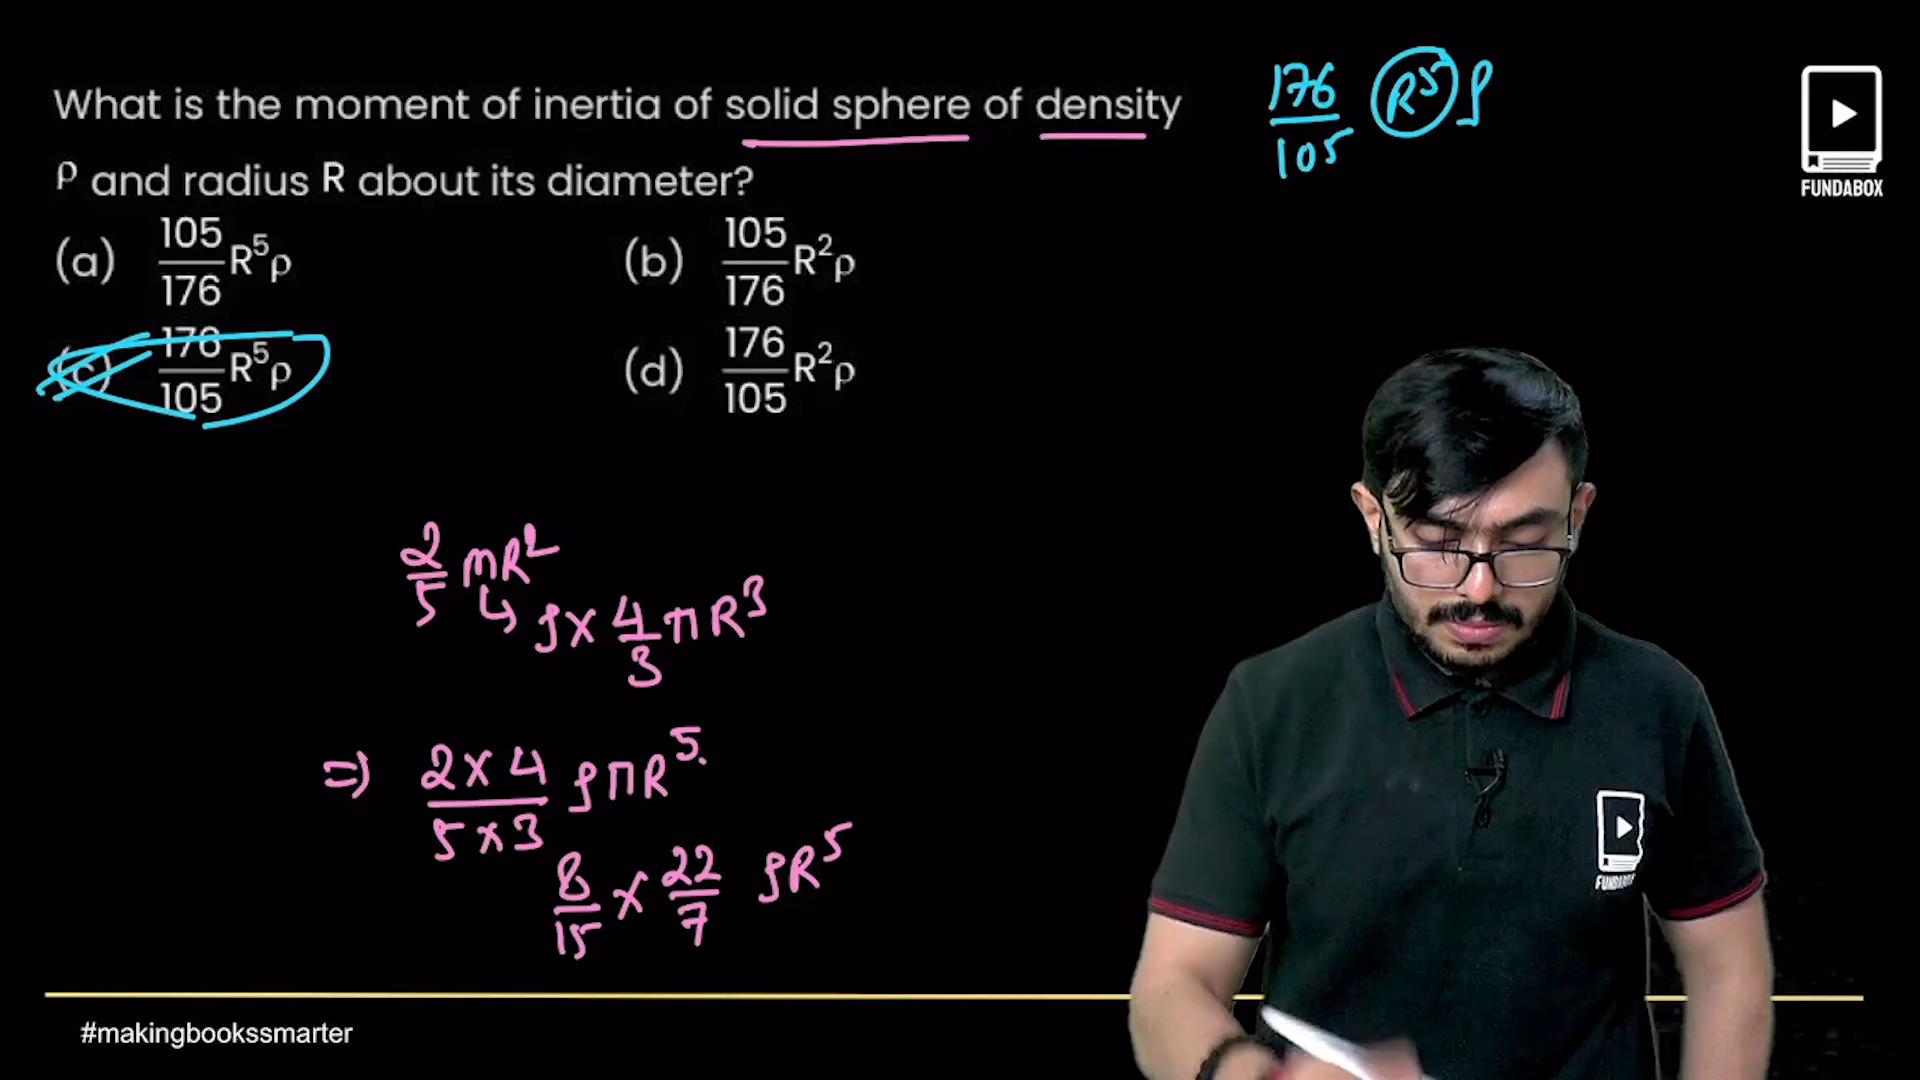 What is the moment of inertia of solid sphere of density
ρ and radius R about its diameter?
(a) 105/176 R⁵ρ
(b) 105/176 R²ρ
(c) 176/105 R⁵ρ
(d) 176/105 R²ρ
176/105 R⁵ ρ
FUNDABOX
2/5 mR²
↳ ρ × 4/3 πR³
⇒ 2×4/5×3 ρπR⁵
8/15 × 22/7 ρR⁵
FUNDABOX
#makingbookssmarter